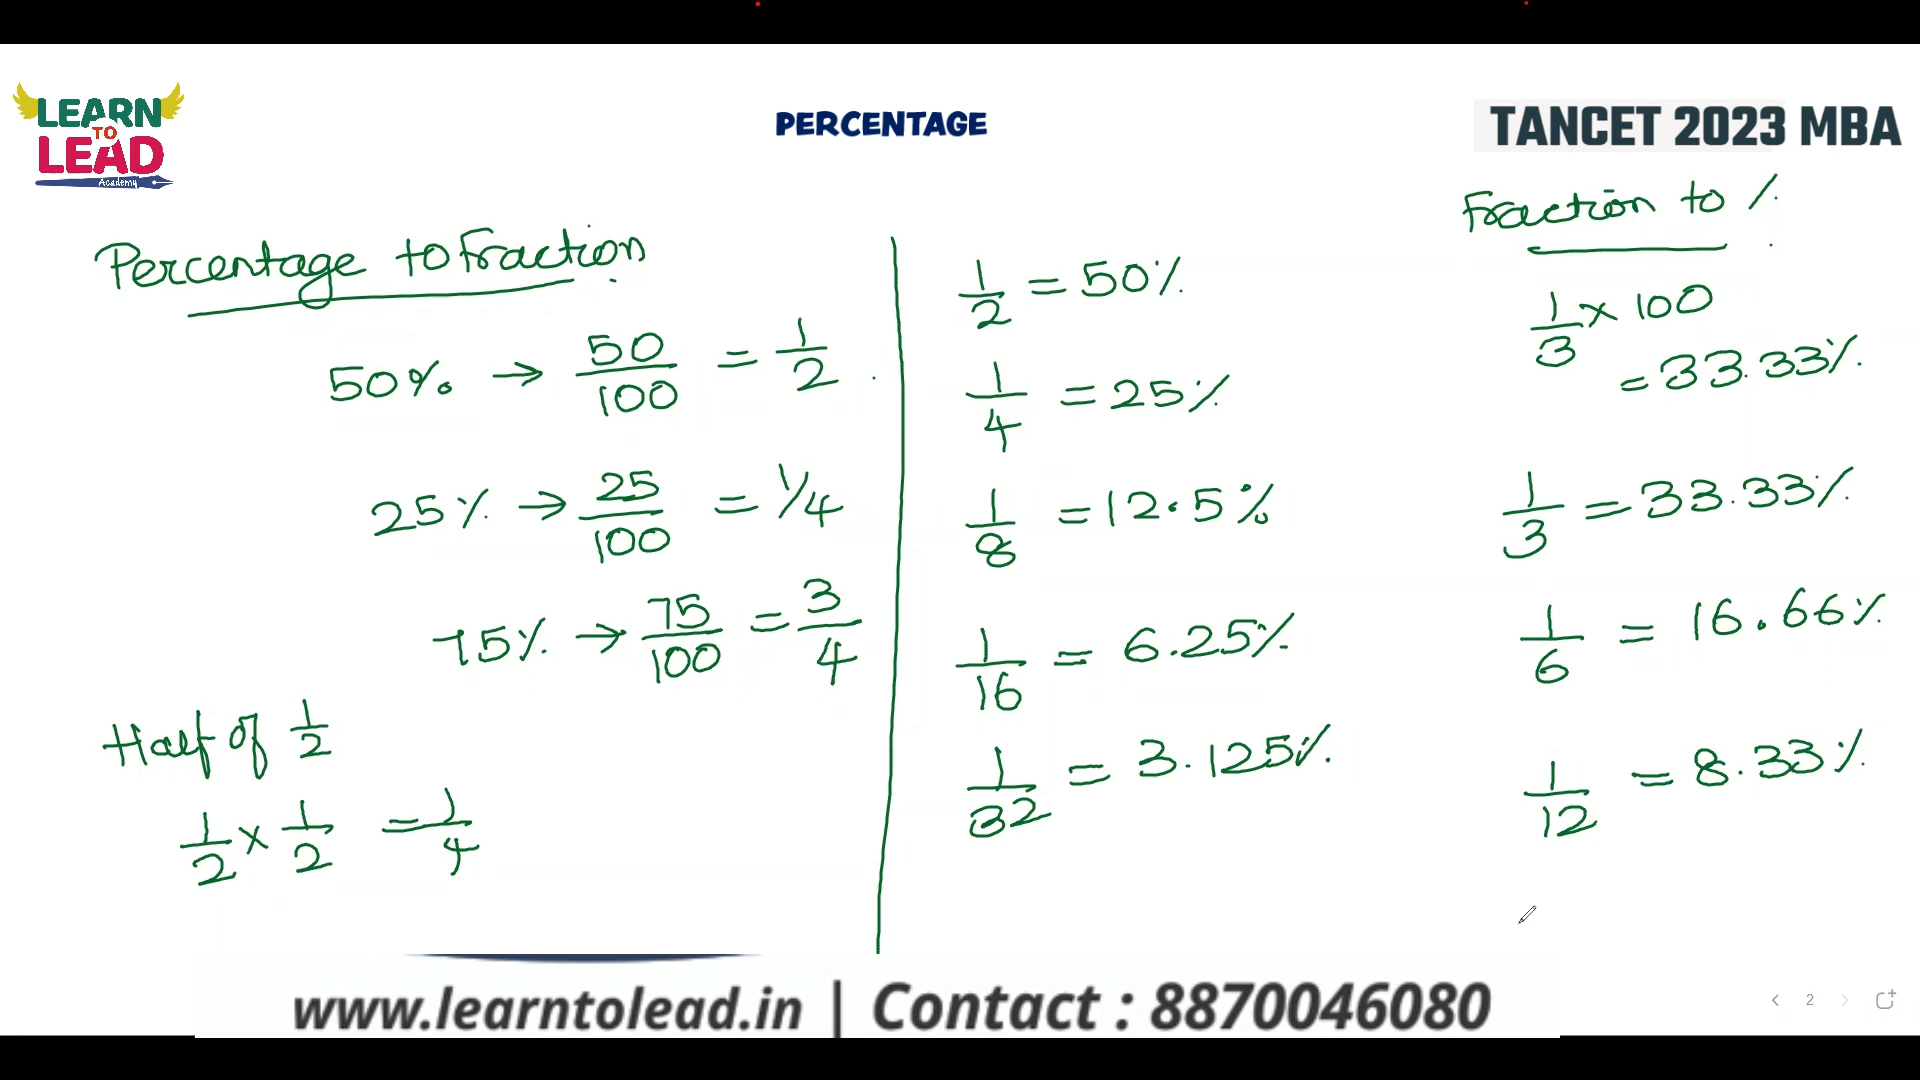 LEARN
TO
LEAD
Academy
PERCENTAGE
TANCET 2023 MBA
Percentage to Fraction
50% → 50/100 = 1/2
25% → 25/100 = 1/4
75% → 75/100 = 3/4
Half of 1/2
1/2 × 1/2 = 1/4
1/2 = 50%
1/4 = 25%
1/8 = 12.5%
1/16 = 6.25%
1/32 = 3.125%
Fraction to %
1/3 × 100
= 33.33%
1/3 = 33.33%
1/6 = 16.66%
1/12 = 8.33%
www.learntolead.in | Contact : 8870046080
2